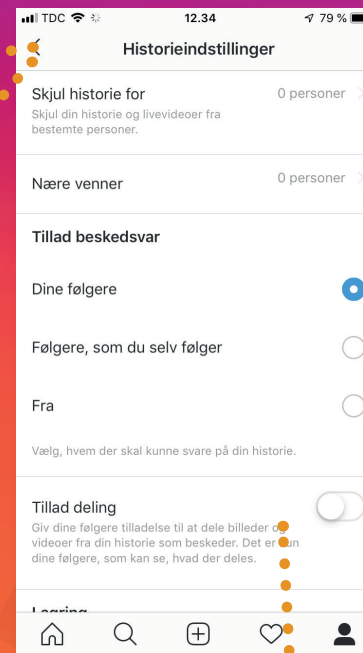 TDC 12.34 79 %
Historieindstillinger
Skjul historie for 0 personer
Skjul din historie og livevideoer fra
bestemte personer.
Nære venner 0 personer
Tillad beskedsvar
Dine følgere
Følgere, som du selv følger
Fra
Vælg, hvem der skal kunne svare på din historie.
Tillad deling
Giv dine følgere tilladelse til at dele billeder og
videoer fra din historie som beskeder. Det er kun
dine følgere, som kan se, hvad der deles.
Lagring